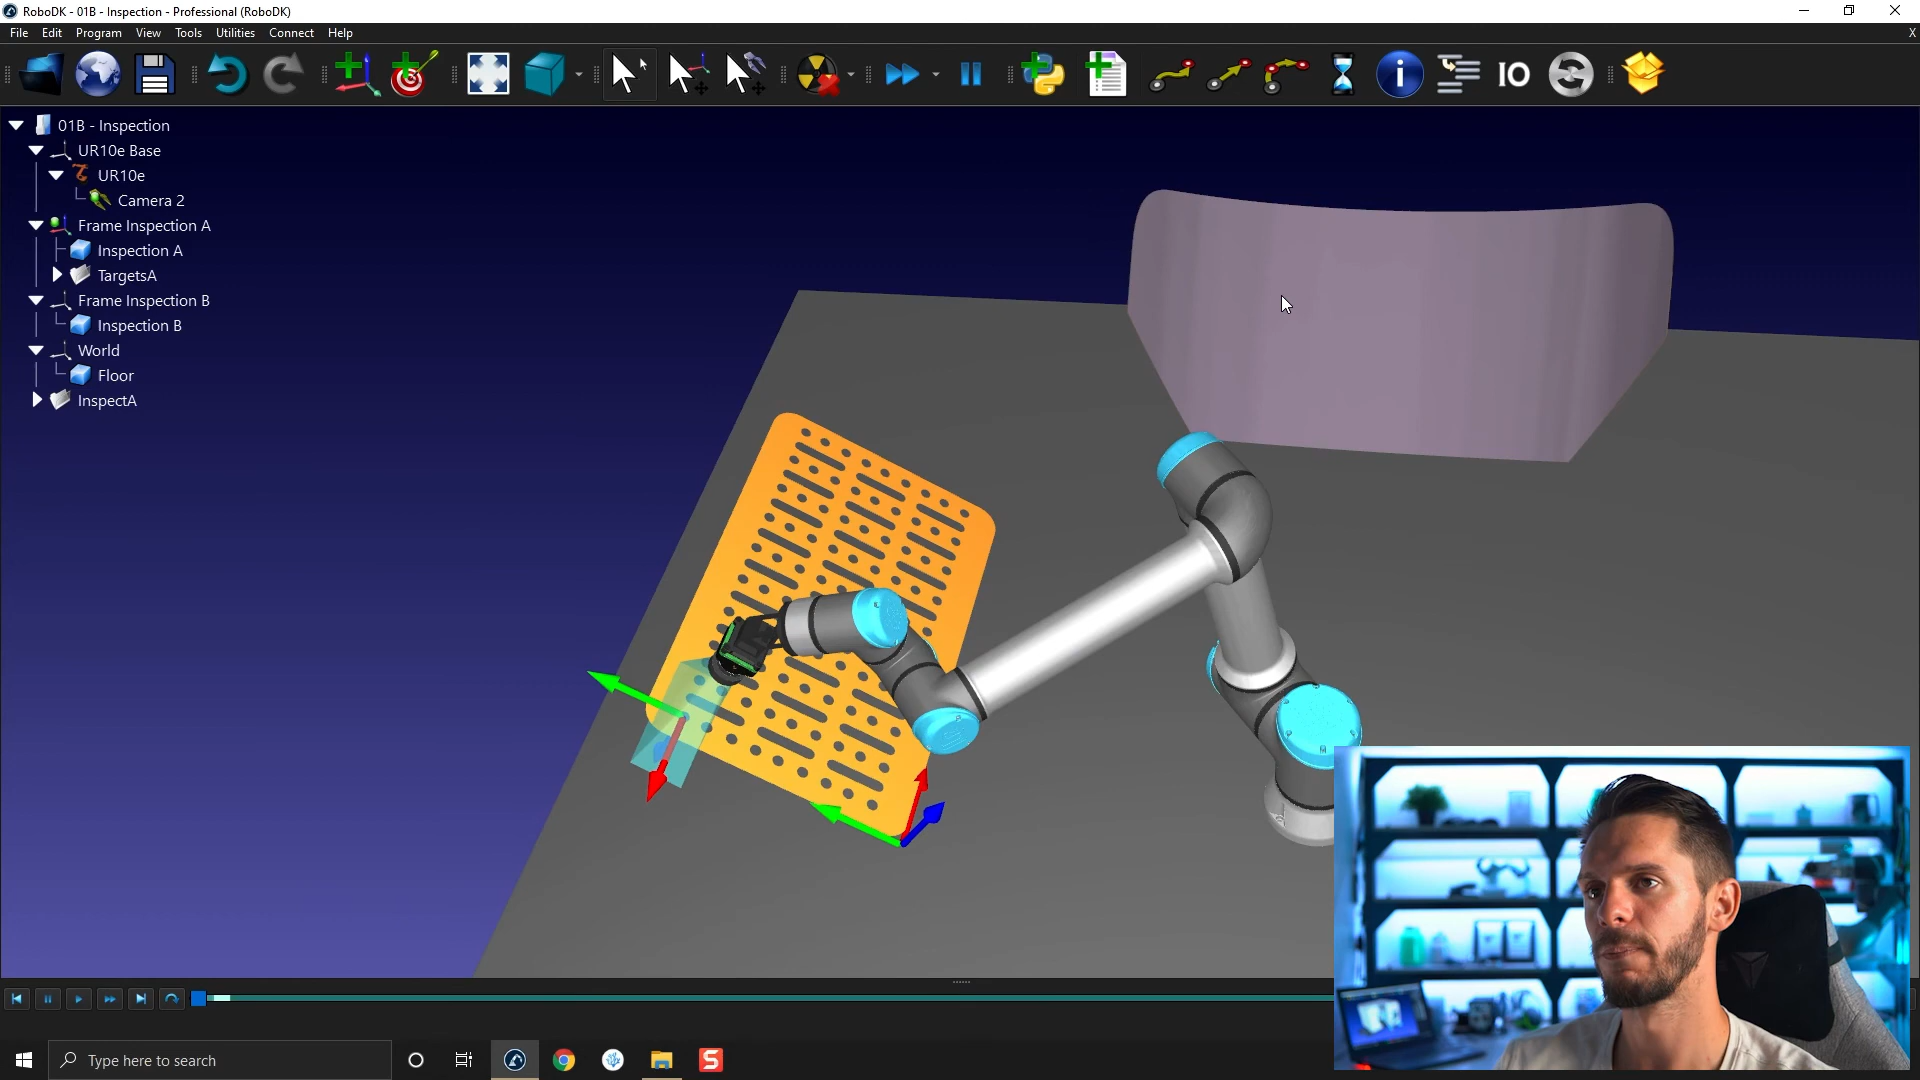 RoboDK - 01B - Inspection - Professional (RoboDK)
File Edit Program View Tools Utilities Connect Help
X
IO
01B - Inspection
UR10e Base
UR10e
Camera 2
Frame Inspection A
Inspection A
TargetsA
Frame Inspection B
Inspection B
World
Floor
InspectA
Type here to search
S